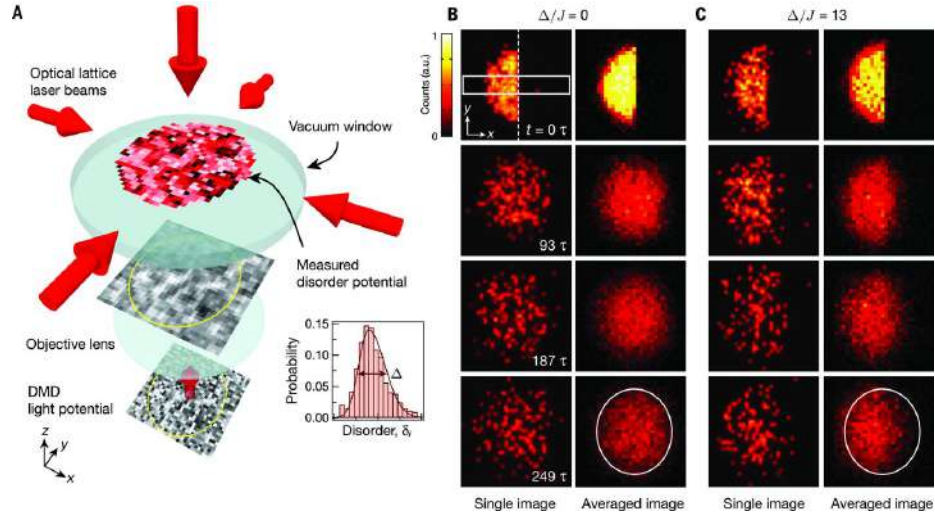 A
Optical lattice
laser beams
Vacuum window
Measured
disorder potential
Objective lens
DMD
light potential
z
y
x
Probability
0.15
0.10
0.05
0.00
Δ
Disorder, δᵢ
B
Δ/J = 0
1
Counts (a.u.)
0
y
x
t = 0 τ
93 τ
187 τ
249 τ
Single image
Averaged image
C
Δ/J = 13
Single image
Averaged image